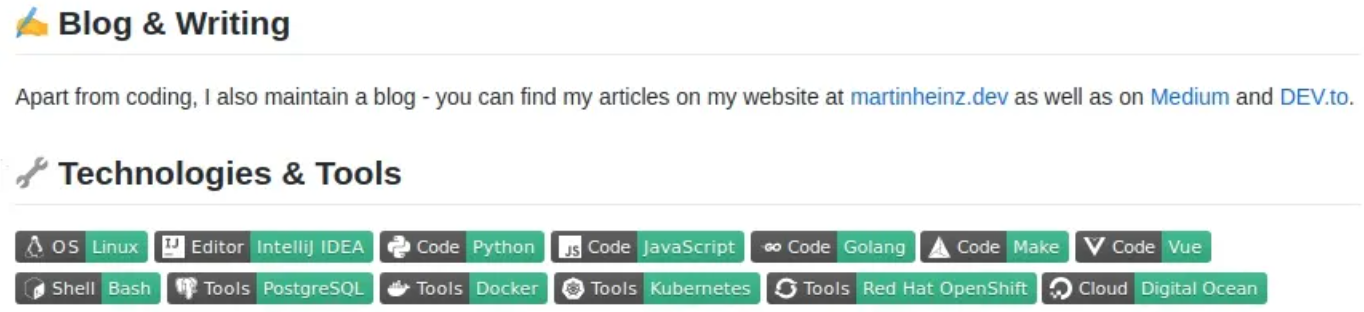 ✍️ Blog & Writing
Apart from coding, I also maintain a blog - you can find my articles on my website at martinheinz.dev as well as on Medium and DEV.to.
🔧 Technologies & Tools
OS Linux IJ Editor IntelliJ IDEA Code Python JS Code JavaScript GO Code Golang Code Make Code Vue
Shell Bash Tools PostgreSQL Tools Docker Tools Kubernetes Tools Red Hat OpenShift Cloud Digital Ocean